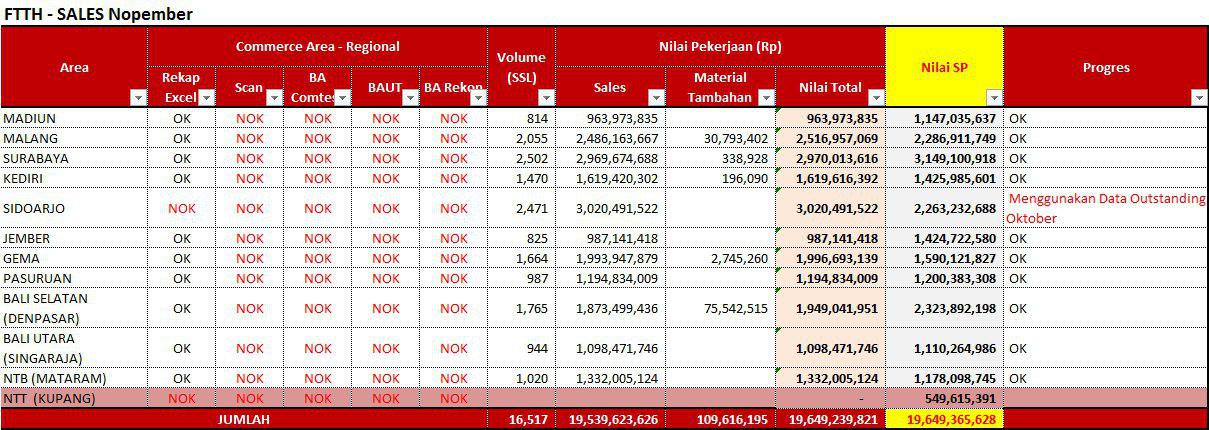 FTTH - SALES Nopember
Area Commerce Area - Regional Volume (SSL) Nilai Pekerjaan (Rp) Nilai SP Progres
Rekap Excel Scan BA Comtes BAUT BA Rekon Sales Material Tambahan Nilai Total
MADIUN OK NOK NOK NOK NOK 814 963,973,835 963,973,835 1,147,035,637 OK
MALANG OK NOK NOK NOK NOK 2,055 2,486,163,667 30,793,402 2,516,957,069 2,286,911,749 OK
SURABAYA OK NOK NOK NOK NOK 2,502 2,969,674,688 338,928 2,970,013,616 3,149,100,918 OK
KEDIRI OK NOK NOK NOK NOK 1,470 1,619,420,302 196,090 1,619,616,392 1,425,985,601 OK
SIDOARJO NOK NOK NOK NOK NOK 2,471 3,020,491,522 3,020,491,522 2,263,232,688 Menggunakan Data Outstanding
Oktober
JEMBER OK NOK NOK NOK NOK 825 987,141,418 987,141,418 1,424,722,580 OK
GEMA OK NOK NOK NOK NOK 1,664 1,993,947,879 2,745,260 1,996,693,139 1,590,121,827 OK
PASURUAN OK NOK NOK NOK NOK 987 1,194,834,009 1,194,834,009 1,200,383,308 OK
BALI SELATAN
(DENPASAR) OK NOK NOK NOK NOK 1,765 1,873,499,436 75,542,515 1,949,041,951 2,323,892,198 OK
BALI UTARA
(SINGARAJA) OK NOK NOK NOK NOK 944 1,098,471,746 1,098,471,746 1,110,264,986 OK
NTB (MATARAM) OK NOK NOK NOK NOK 1,020 1,332,005,124 1,332,005,124 1,178,098,745 OK
NTT (KUPANG) NOK NOK NOK NOK NOK - 549,615,391
JUMLAH 16,517 19,539,623,626 109,616,195 19,649,239,821 19,649,365,628